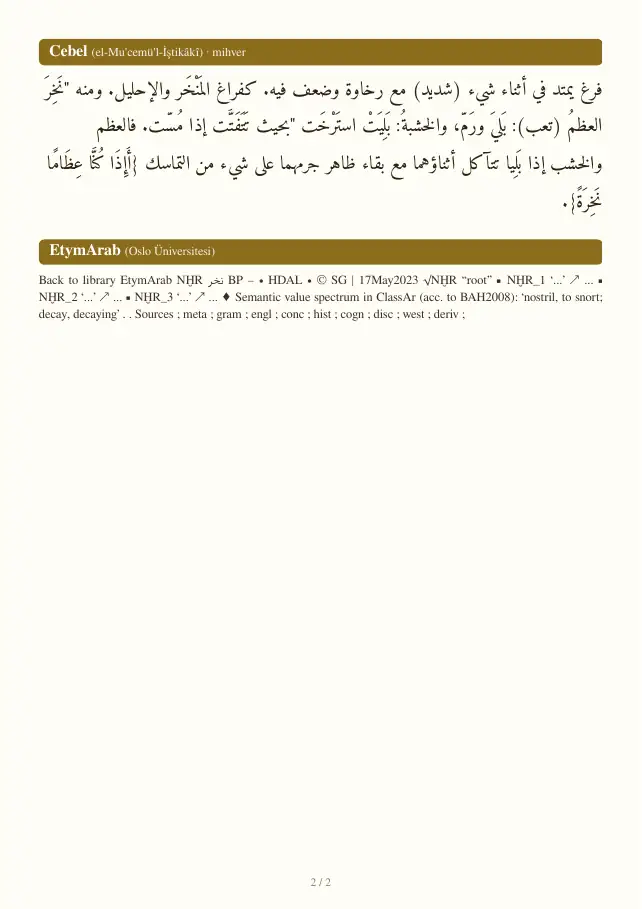 Cebel (el-Mu'cemü'l-İştikâkî) · mihver
فرغ يمتد في أثناء شيء (شديد) مع رخاوة وضعف فيه. كفراغ المَنْخَر والإحليل. ومنه "نَخِرَ
العظمُ (تعب): بَلِيَ ورَمّ، والخشبةُ: بَلِيَتْ استَرْخَت "بحيث تَتَفَتَّت إذا مُسّت. فالعظم
والخشب إذا بَلِيا تتآكل أثناؤهما مع بقاء ظاهر جرمهما على شيء من التماسك {أَإِذَا كُنَّا عِظَامًا
نَخِرَةً}.
EtymArab (Oslo Üniversitesi)
Back to library EtymArab NḪR نخر BP – • HDAL • © SG | 17May2023 √NḪR “root” ▪ NḪR_1 ‘...’ ↗ ... ▪
NḪR_2 ‘...’ ↗ ... ▪ NḪR_3 ‘...’ ↗ ... ♦ Semantic value spectrum in ClassAr (acc. to BAH2008): ‘nostril, to snort;
decay, decaying’ . . Sources ; meta ; gram ; engl ; conc ; hist ; cogn ; disc ; west ; deriv ;
2 / 2